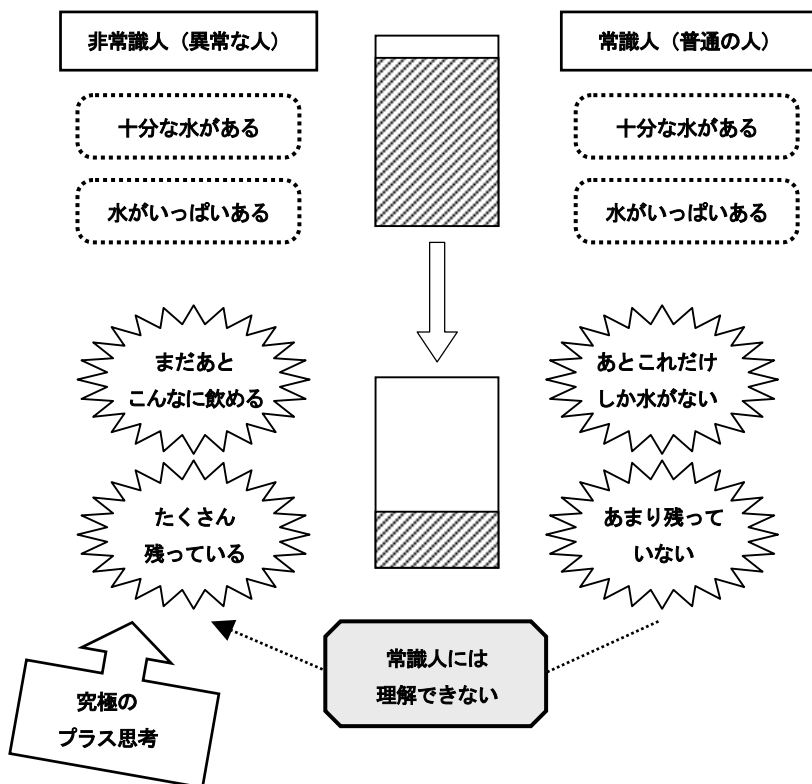 非常識人（異常な人）
常識人（普通の人）
十分な水がある
十分な水がある
水がいっぱいある
水がいっぱいある
まだあと
こんなに飲める
あとこれだけ
しか水がない
たくさん
残っている
あまり残って
いない
常識人には
理解できない
究極の
プラス思考